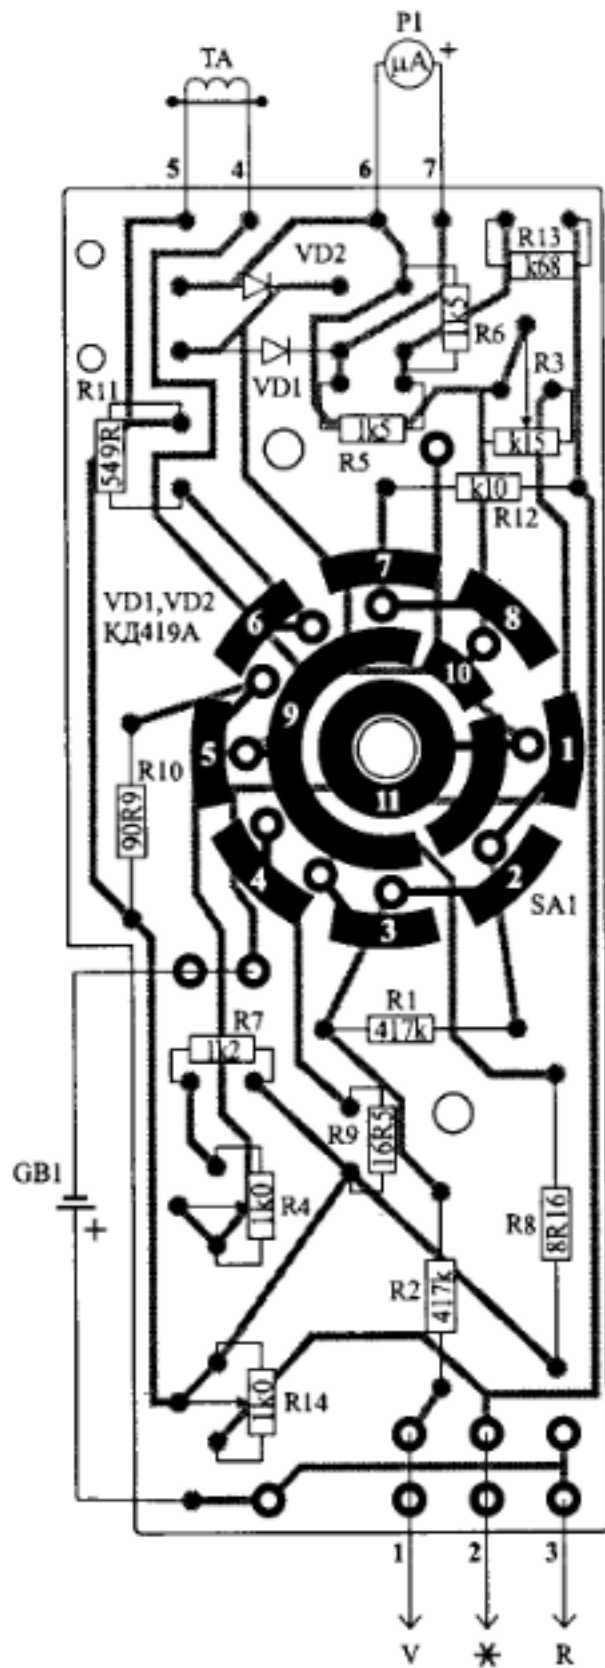 TA P1
μA +
5 4 6 7
VD2 R13
k68
1k5 R6
VD1 R3
R11
549R
1k5 k15
R5
k10
R12
7
6 8
VD1,VD2
КД419А
10
9
5 1
R10 11
90R9
4 2
3 SA1
R1
417k
R7
1k2
R9 16R5
GB1
1k0 R4
+
R8 8R16
R2 417k
1k0 R14
1 2 3
V * R